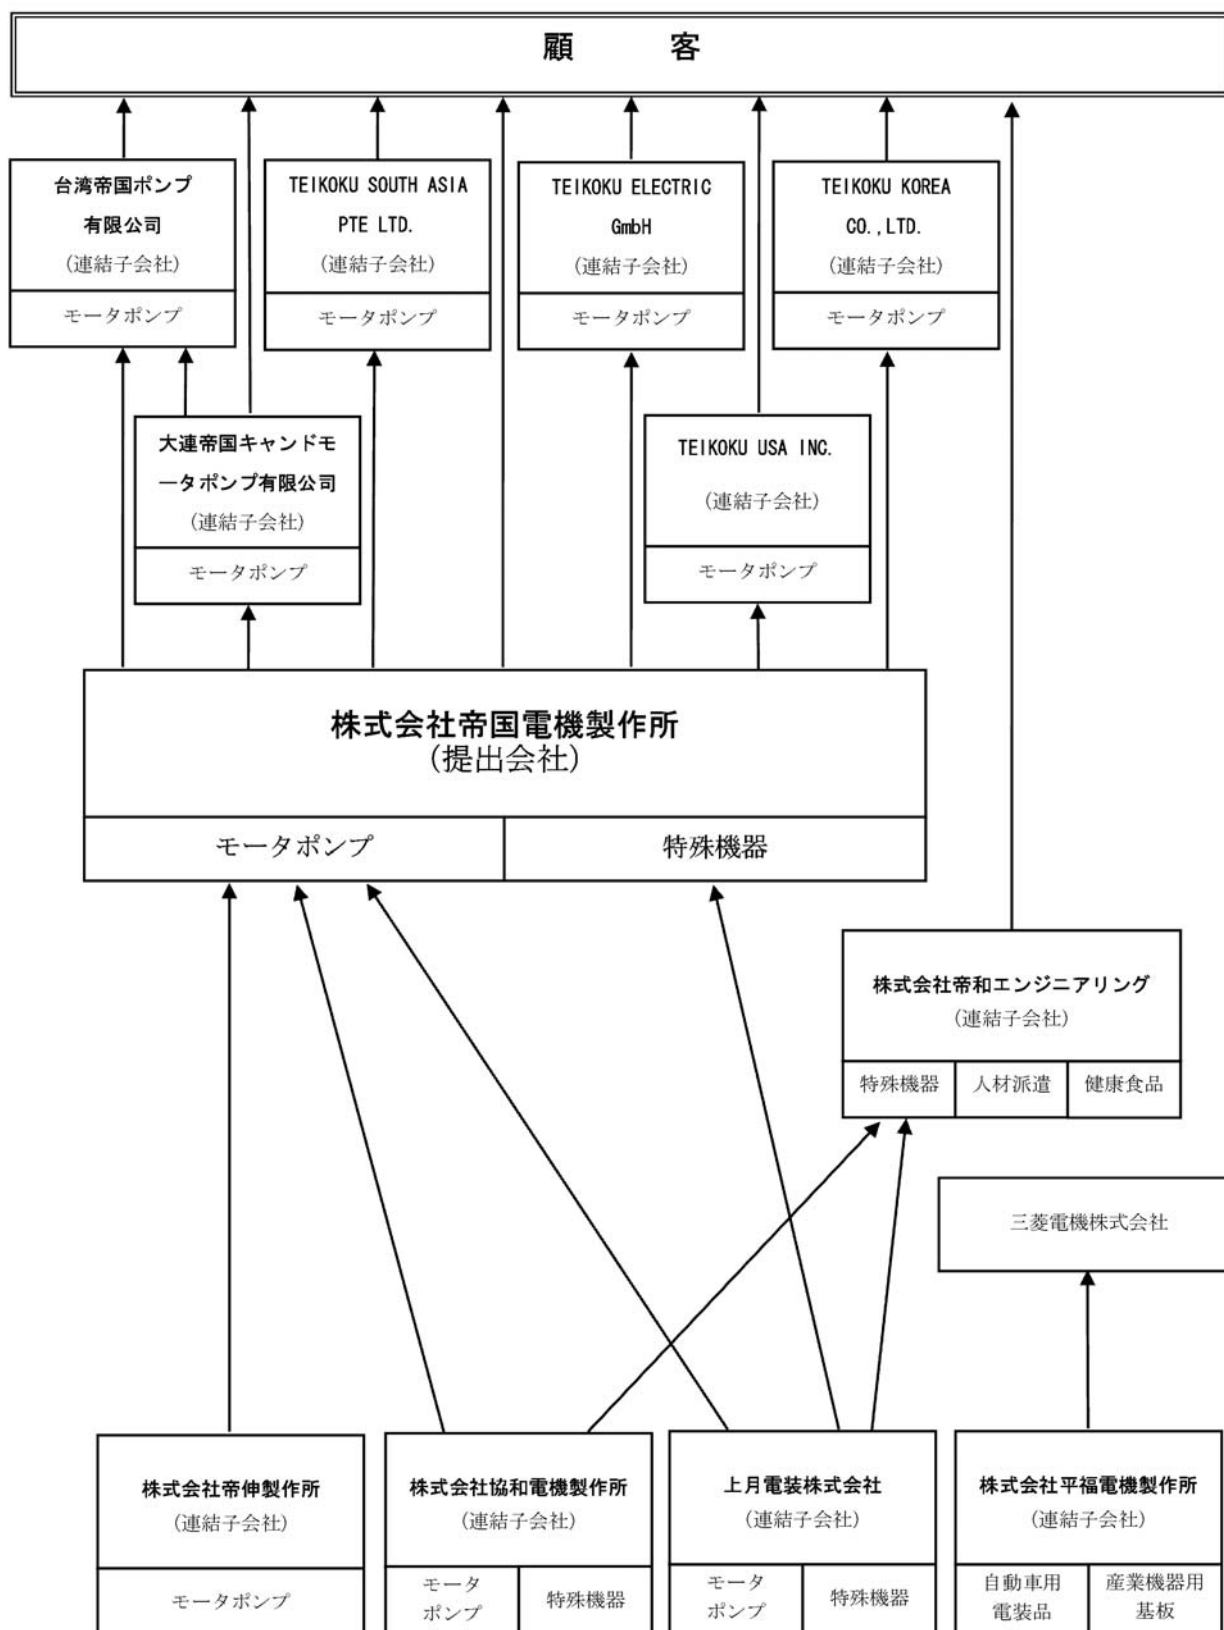 顧客
台湾帝国ポンプ
有限公司
(連結子会社)
モータポンプ
TEIKOKU SOUTH ASIA
PTE LTD.
(連結子会社)
モータポンプ
TEIKOKU ELECTRIC
GmbH
(連結子会社)
モータポンプ
TEIKOKU KOREA
CO.,LTD.
(連結子会社)
モータポンプ
大連帝国キャンドモ
ータポンプ有限公司
(連結子会社)
モータポンプ
TEIKOKU USA INC.
(連結子会社)
モータポンプ
株式会社帝国電機製作所
(提出会社)
モータポンプ
特殊機器
株式会社帝和エンジニアリング
(連結子会社)
特殊機器
人材派遣
健康食品
三菱電機株式会社
株式会社帝伸製作所
(連結子会社)
モータポンプ
株式会社協和電機製作所
(連結子会社)
モータ
ポンプ
特殊機器
上月電装株式会社
(連結子会社)
モータ
ポンプ
特殊機器
株式会社平福電機製作所
(連結子会社)
自動車用
電装品
産業機器用
基板